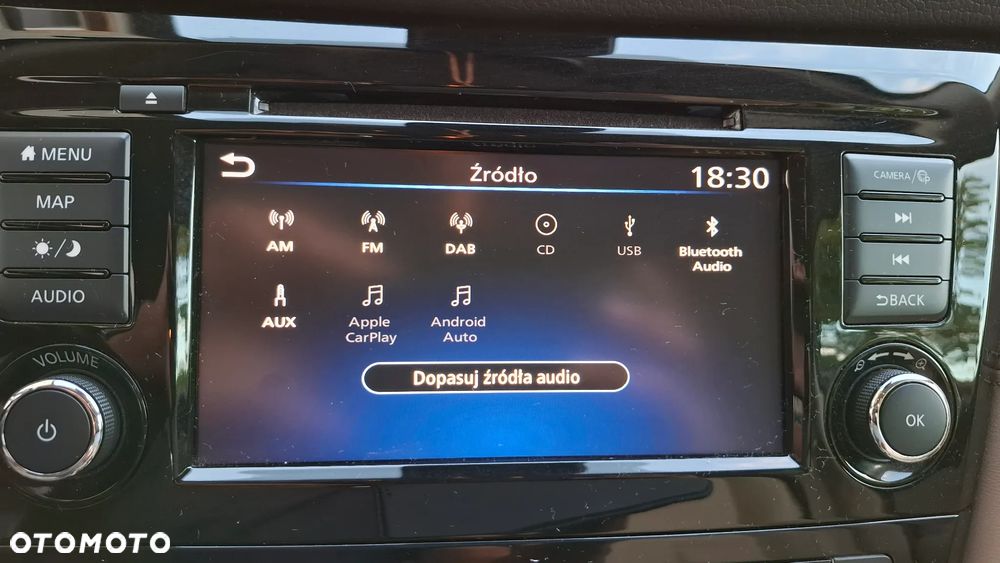 MENU
MAP
AUDIO
VOLUME
Źródło
18:30
AM
FM
DAB
CD
USB
Bluetooth
Audio
AUX
Apple
CarPlay
Android
Auto
Dopasuj źródła audio
CAMERA/
BACK
OK
OTOMOTO